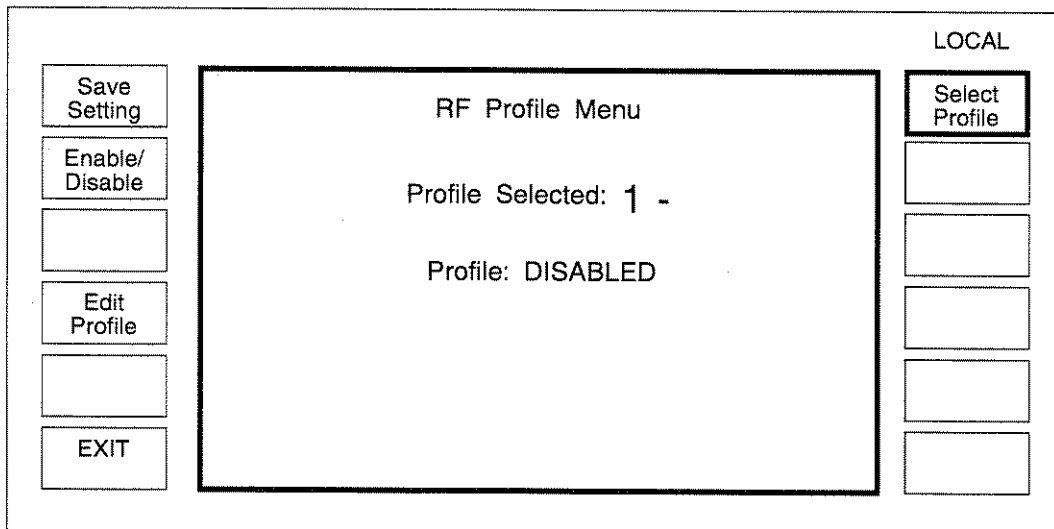 LOCAL
Save
Setting
Enable/
Disable
Edit
Profile
EXIT
RF Profile Menu
Profile Selected: 1 -
Profile: DISABLED
Select
Profile